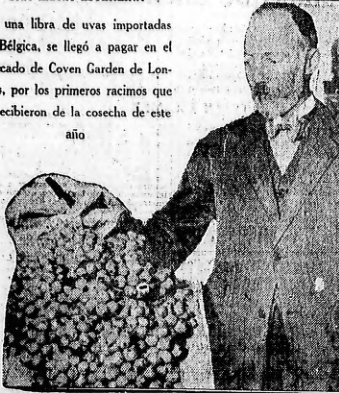 una libra de uvas importadas
Bélgica, se llegó a pagar en el
cado de Coven Garden de Lon-
, por los primeros racimos que
ecibieron de la cosecha de este
año